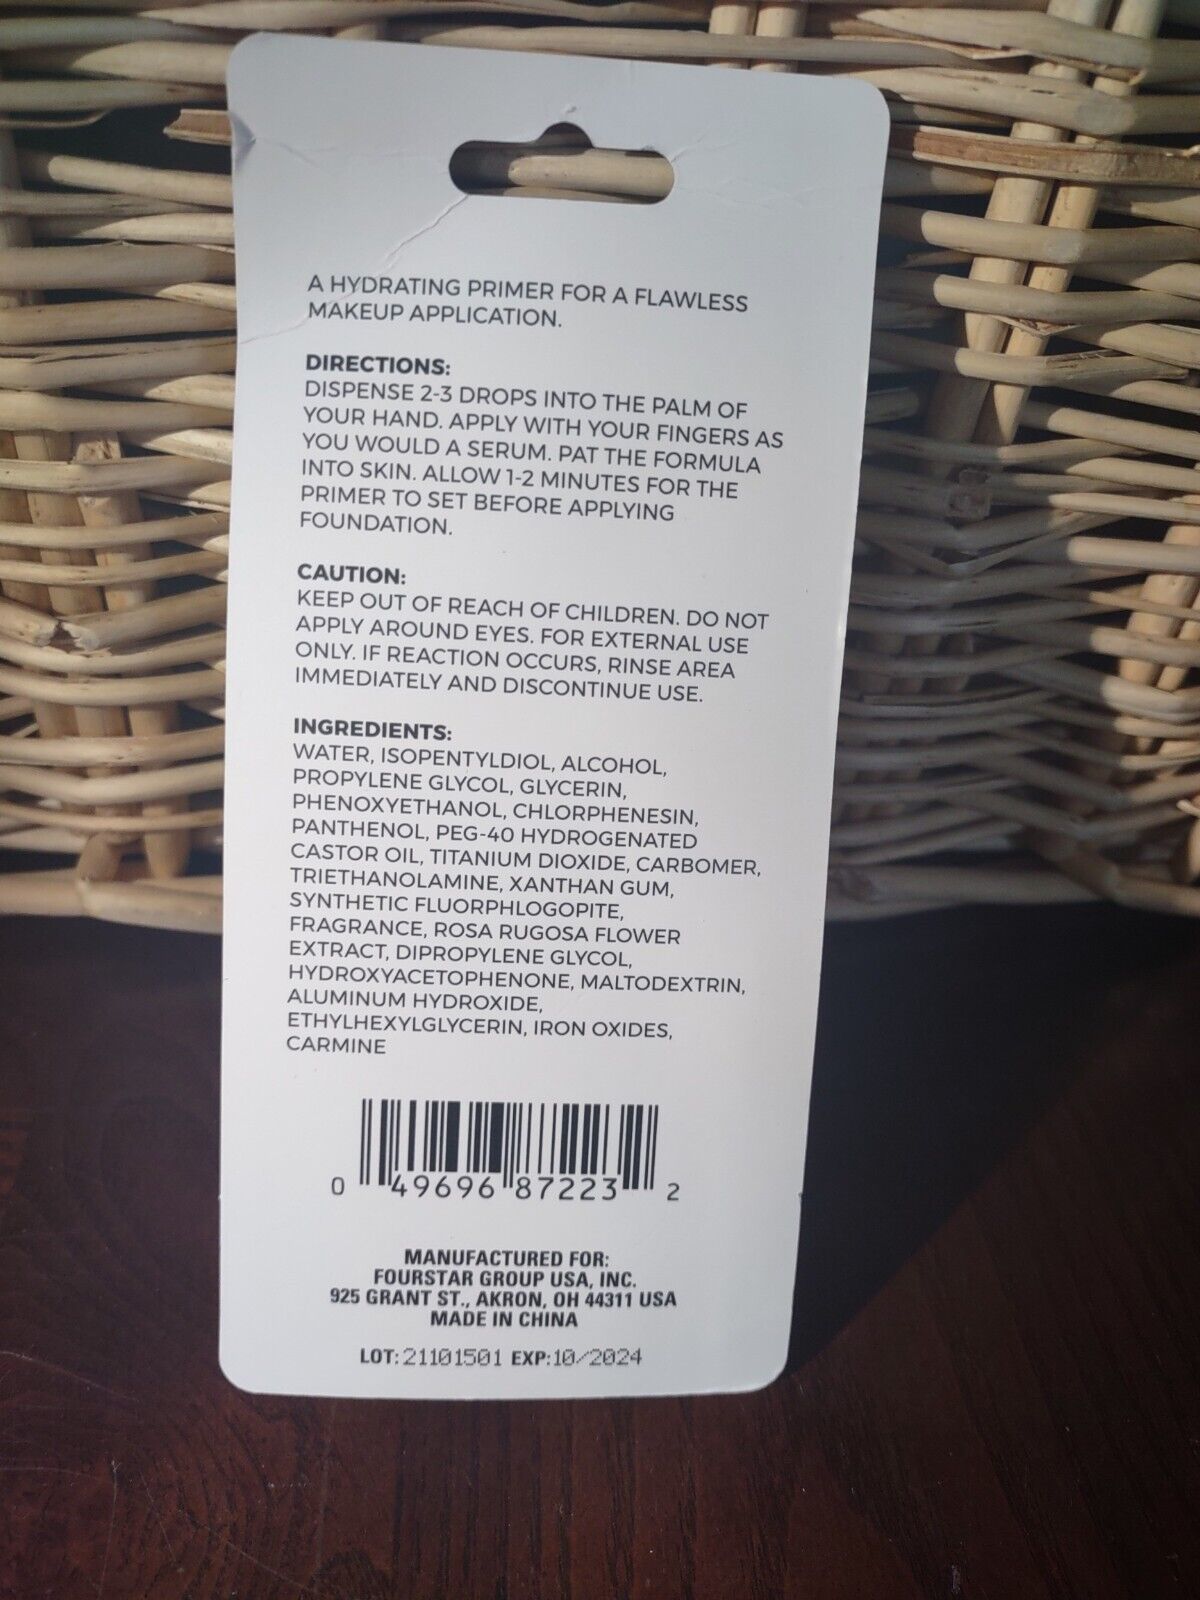 A HYDRATING PRIMER FOR A FLAWLESS
MAKEUP APPLICATION.
DIRECTIONS:
DISPENSE 2-3 DROPS INTO THE PALM OF
YOUR HAND. APPLY WITH YOUR FINGERS AS
YOU WOULD A SERUM. PAT THE FORMULA
INTO SKIN. ALLOW 1-2 MINUTES FOR THE
PRIMER TO SET BEFORE APPLYING
FOUNDATION.
CAUTION:
KEEP OUT OF REACH OF CHILDREN. DO NOT
APPLY AROUND EYES. FOR EXTERNAL USE
ONLY. IF REACTION OCCURS, RINSE AREA
IMMEDIATELY AND DISCONTINUE USE.
INGREDIENTS:
WATER, ISOPENTYLDIOL, ALCOHOL,
PROPYLENE GLYCOL, GLYCERIN,
PHENOXYETHANOL, CHLORPHENESIN,
PANTHENOL, PEG-40 HYDROGENATED
CASTOR OIL, TITANIUM DIOXIDE, CARBOMER,
TRIETHANOLAMINE, XANTHAN GUM,
SYNTHETIC FLUORPHLOGOPITE,
FRAGRANCE, ROSA RUGOSA FLOWER
EXTRACT, DIPROPYLENE GLYCOL,
HYDROXYACETOPHENONE, MALTODEXTRIN,
ALUMINUM HYDROXIDE,
ETHYLHEXYLGLYCERIN, IRON OXIDES,
CARMINE
0 49696 87223 2
MANUFACTURED FOR:
FOURSTAR GROUP USA, INC.
925 GRANT ST., AKRON, OH 44311 USA
MADE IN CHINA
LOT: 21101501 EXP: 10/2024